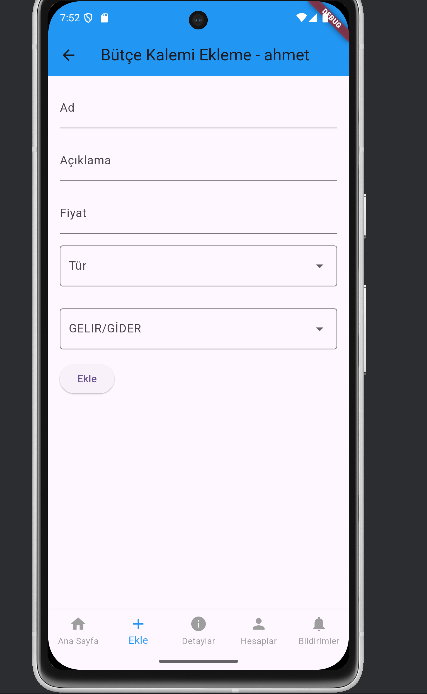 7:52
DEBUG
Bütçe Kalemi Ekleme - ahmet
Ad
Açıklama
Fiyat
Tür
GELIR/GİDER
Ekle
Ana Sayfa
Ekle
Detaylar
Hesaplar
Bildirimler